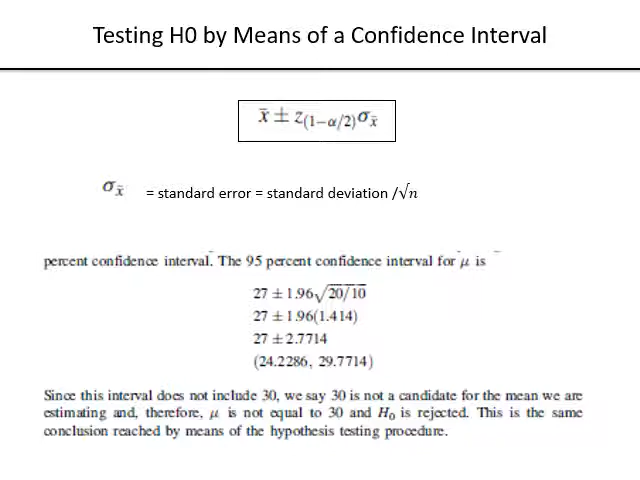 Testing H0 by Means of a Confidence Interval
x̄ ± z(1−α/2)σx̄
σx̄ = standard error = standard deviation /√n
percent confidence interval. The 95 percent confidence interval for μ is
27 ± 1.96√20/10
27 ± 1.96(1.414)
27 ± 2.7714
(24.2286, 29.7714)
Since this interval does not include 30, we say 30 is not a candidate for the mean we are
estimating and, therefore, μ is not equal to 30 and H0 is rejected. This is the same
conclusion reached by means of the hypothesis testing procedure.